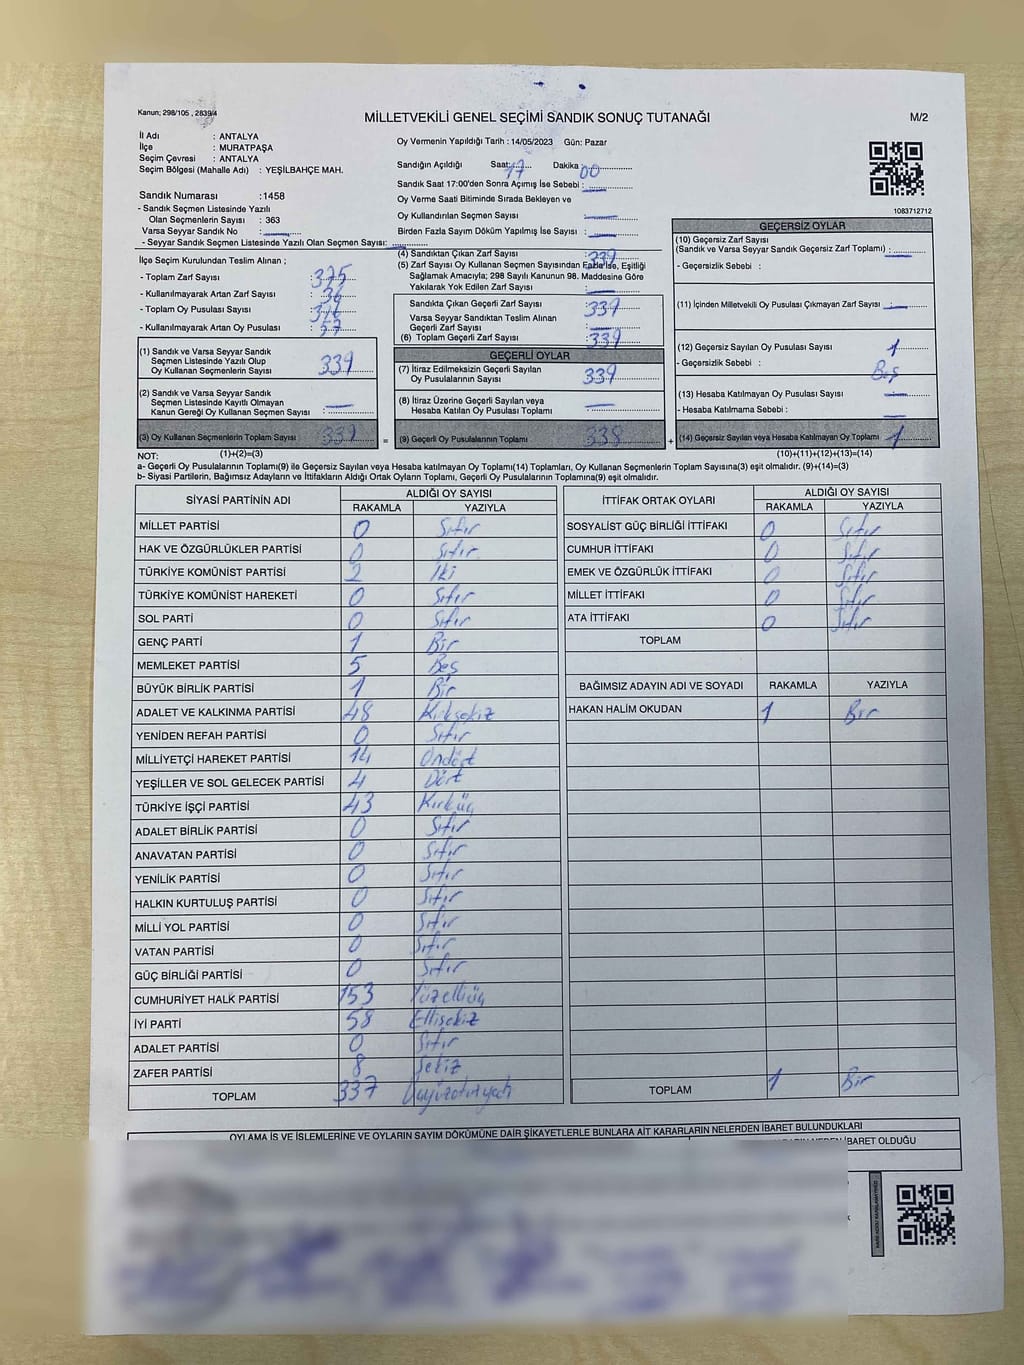 Kanun; 298/105 , 2839/4
MİLLETVEKİLİ GENEL SEÇİMİ SANDIK SONUÇ TUTANAĞI
M/2
İl Adı : ANTALYA
İlçe : MURATPAŞA
Seçim Çevresi : ANTALYA
Seçim Bölgesi (Mahalle Adı) : YEŞİLBAHÇE MAH.
Sandık Numarası :1458
- Sandık Seçmen Listesinde Yazılı
Olan Seçmenlerin Sayısı : 363
Varsa Seyyar Sandık No :
- Seyyar Sandık Seçmen Listesinde Yazılı Olan Seçmen Sayısı:
Oy Vermenin Yapıldığı Tarih : 14/05/2023 Gün: Pazar
Sandığın Açıldığı Saat: 17 Dakika 00
Sandık Saat 17:00'den Sonra Açımış İse Sebebi :
Oy Verme Saati Bitiminde Sırada Bekleyen ve
Oy Kullandırılan Seçmen Sayısı :
Birden Fazla Sayım Döküm Yapılmış İse Sayısı :
1083712712
İlçe Seçim Kurulundan Teslim Alınan ;
- Toplam Zarf Sayısı : 375
- Kullanılmayarak Artan Zarf Sayısı : 36
- Toplam Oy Pusulası :
- Kullanılmayarak Artan Oy Pusulası : 37
(4) Sandıktan Çıkan Zarf Sayısı : 339
(5) Zarf Sayısı Oy Kullanan Seçmen Sayısından Fazla İse, Eşitliği
Sağlamak Amacıyla; 298 Sayılı Kanunun 98. Maddesine Göre
Yakılarak Yok Edilen Zarf Sayısı :
Sandıkta Çıkan Geçerli Zarf Sayısı : 339
Varsa Seyyar Sandıktan Teslim Alınan
Geçerli Zarf Sayısı :
(6) Toplam Geçerli Zarf Sayısı : 339
GEÇERSİZ OYLAR
(10) Geçersiz Zarf Sayısı
(Sandık ve Varsa Seyyar Sandık Geçersiz Zarf Toplamı) :
- Geçersizlik Sebebi :
(11) İçinden Milletvekili Oy Pusulası Çıkmayan Zarf Sayısı :
(12) Geçersiz Sayılan Oy Pusulası Sayısı : 1
- Geçersizlik Sebebi : Boş
(13) Hesaba Katılmayan Oy Pusulası Sayısı :
- Hesaba Katılmama Sebebi :
(14) Geçersiz Sayılan veya Hesaba Katılmayan Oy Toplamı : 1
(1) Sandık ve Varsa Seyyar Sandık
Seçmen Listesinde Yazılı Olup
Oy Kullanan Seçmenlerin Sayısı : 339
(2) Sandık ve Varsa Seyyar Sandık
Seçmen Listesinde Kayıtlı Olmayan
Kanun Gereği Oy Kullanan Seçmen Sayısı :
(3) Oy Kullanan Seçmenlerin Toplam Sayısı : 339 =
GEÇERLİ OYLAR
(7) İtiraz Edilmeksizin Geçerli Sayılan
Oy Pusulalarının Sayısı : 339
(8) İtiraz Üzerine Geçerli Sayılan veya
Hesaba Katılan Oy Pusulası Toplamı :
(9) Geçerli Oy Pusulalarının Toplamı : 338 +
NOT: (1)+(2)=(3) (10)+(11)+(12)+(13)=(14)
a- Geçerli Oy Pusulalarının Toplamı(9) ile Geçersiz Sayılan veya Hesaba katılmayan Oy Toplamı(14) Toplamları, Oy Kullanan Seçmenlerin Toplam Sayısına(3) eşit olmalıdır. (9)+(14)=(3)
b- Siyasi Partilerin, Bağımsız Adayların ve İttifakların Aldığı Ortak Oyların Toplamı, Geçerli Oy Pusulalarının Toplamına(9) eşit olmalıdır.
SİYASİ PARTİNİN ADI ALDIĞI OY SAYISI
RAKAMLA YAZIYLA
MİLLET PARTİSİ 0 Sıfır
HAK VE ÖZGÜRLÜKLER PARTİSİ 0 Sıfır
TÜRKİYE KOMÜNİST PARTİSİ 2 İki
TÜRKİYE KOMÜNİST HAREKETİ 0 Sıfır
SOL PARTİ 0 Sıfır
GENÇ PARTİ 1 Bir
MEMLEKET PARTİSİ 5 Beş
BÜYÜK BİRLİK PARTİSİ 1 Bir
ADALET VE KALKINMA PARTİSİ 48 Kırksekiz
YENİDEN REFAH PARTİSİ 0 Sıfır
MİLLİYETÇİ HAREKET PARTİSİ 14 Ondört
YEŞİLLER VE SOL GELECEK PARTİSİ 4 Dört
TÜRKİYE İŞÇİ PARTİSİ 43 Kırküç
ADALET BİRLİK PARTİSİ 0 Sıfır
ANAVATAN PARTİSİ 0 Sıfır
YENİLİK PARTİSİ 0 Sıfır
HALKIN KURTULUŞ PARTİSİ 0 Sıfır
MİLLİ YOL PARTİSİ 0 Sıfır
VATAN PARTİSİ 0 Sıfır
GÜÇ BİRLİĞİ PARTİSİ 0 Sıfır
CUMHURİYET HALK PARTİSİ 153 Yüzelliüç
İYİ PARTİ 58 Ellisekiz
ADALET PARTİSİ 0 Sıfır
ZAFER PARTİSİ 8 Sekiz
TOPLAM 337 Üçyüzotuzyedi
İTTİFAK ORTAK OYLARI ALDIĞI OY SAYISI
RAKAMLA YAZIYLA
SOSYALİST GÜÇ BİRLİĞİ İTTİFAKI 0 Sıfır
CUMHUR İTTİFAKI 0 Sıfır
EMEK VE ÖZGÜRLÜK İTTİFAKI 0 Sıfır
MİLLET İTTİFAKI 0 Sıfır
ATA İTTİFAKI 0 Sıfır
TOPLAM
BAĞIMSIZ ADAYIN ADI VE SOYADI RAKAMLA YAZIYLA
HAKAN HALİM OKUDAN 1 Bir
TOPLAM 1 Bir
OYLAMA İŞ VE İŞLEMLERİNE VE OYLARIN SAYIM DÖKÜMÜNE DAİR ŞİKAYETLERLE BUNLARA AİT KARARLARIN NELERDEN İBARET BULUNDUKLARI
İBARET OLDUĞU